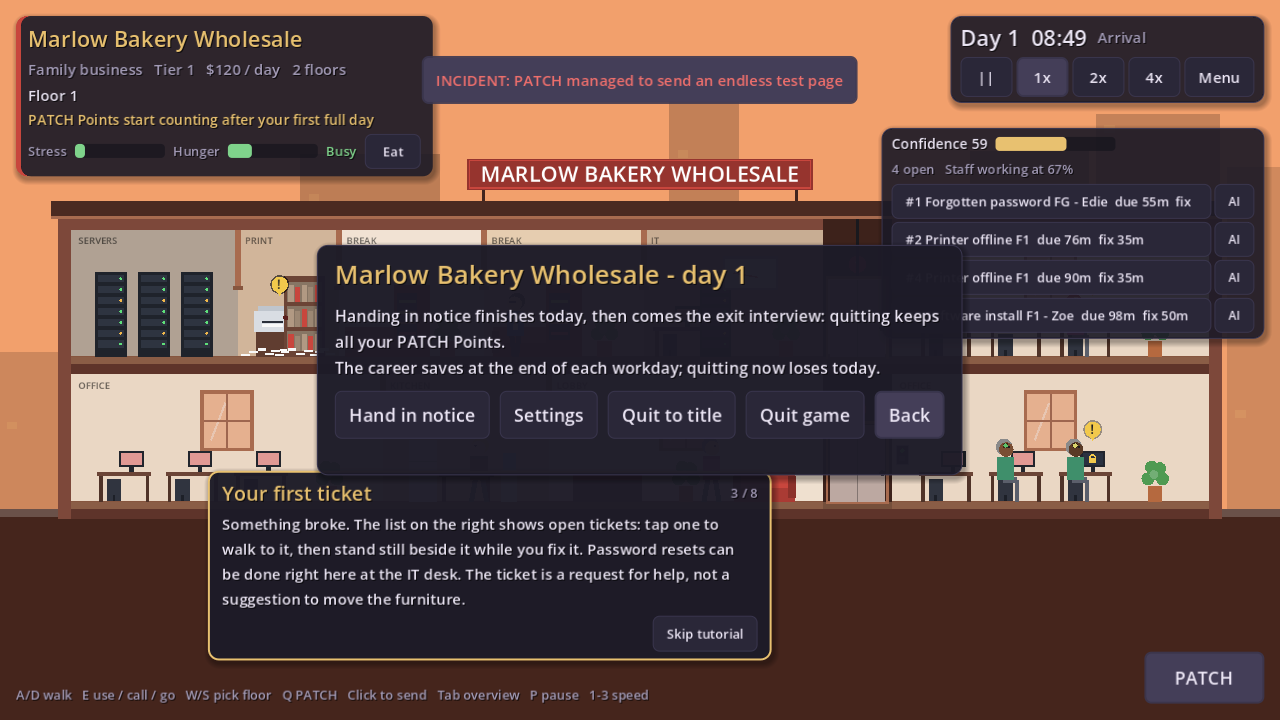 Marlow Bakery Wholesale
Family business Tier 1 $120 / day 2 floors
Floor 1
PATCH Points start counting after your first full day
Stress Hunger Busy Eat
INCIDENT: PATCH managed to send an endless test page
Day 1 08:49 Arrival
|| 1x 2x 4x Menu
Confidence 59
4 open Staff working at 67%
#1 Forgotten password FG - Edie due 55m fix AI
#2 Printer offline F1 due 76m fix 35m AI
offline F1 due 90m fix 35m AI
install F1 - Zoe due 98m fix 50m AI
MARLOW BAKERY WHOLESALE
SERVERS PRINT BREAK BREAK IT
Marlow Bakery Wholesale - day 1
Handing in notice finishes today, then comes the exit interview: quitting keeps
all your PATCH Points.
The career saves at the end of each workday; quitting now loses today.
Hand in notice Settings Quit to title Quit game Back
OFFICE
Your first ticket 3 / 8
Something broke. The list on the right shows open tickets: tap one to
walk to it, then stand still beside it while you fix it. Password resets can
be done right here at the IT desk. The ticket is a request for help, not a
suggestion to move the furniture.
Skip tutorial
A/D walk E use / call / go W/S pick floor Q PATCH Click to send Tab overview P pause 1-3 speed
PATCH